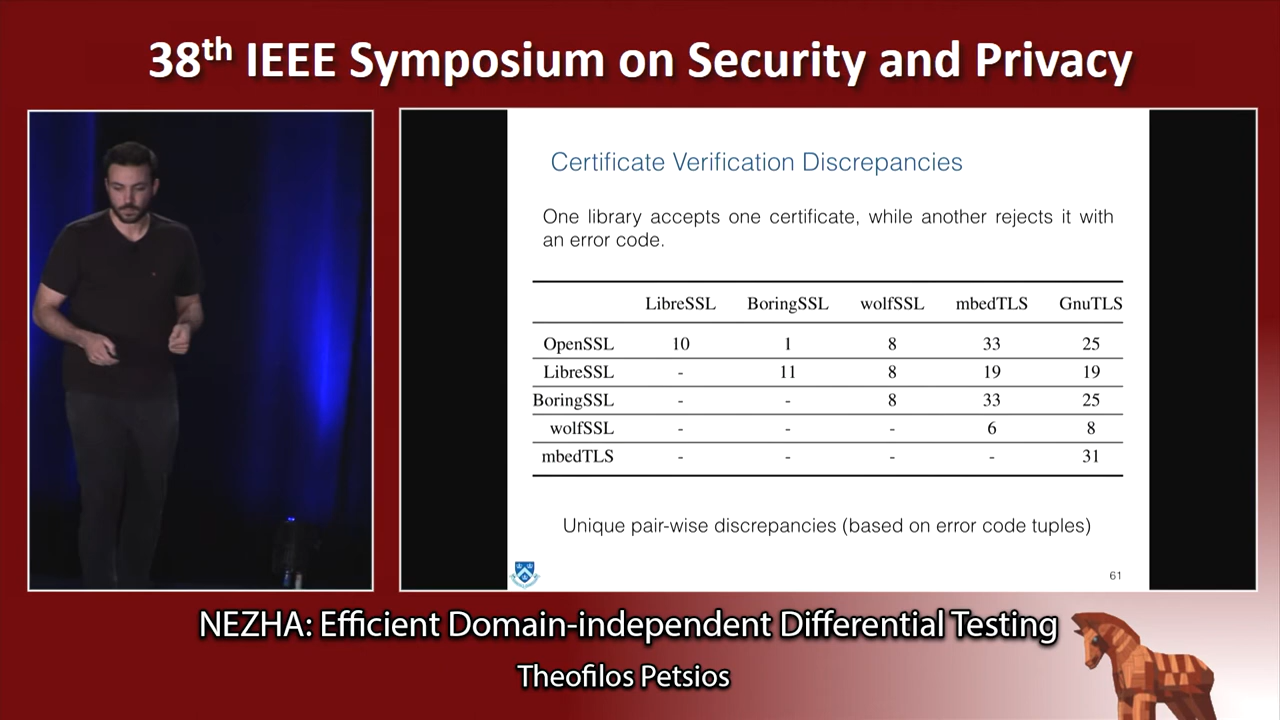 38th IEEE Symposium on Security and Privacy
Certificate Verification Discrepancies
One library accepts one certificate, while another rejects it with
an error code.
LibreSSL BoringSSL wolfSSL mbedTLS GnuTLS
OpenSSL 10 1 8 33 25
LibreSSL - 11 8 19 19
BoringSSL - - 8 33 25
wolfSSL - - - 6 8
mbedTLS - - - - 31
Unique pair-wise discrepancies (based on error code tuples)
61
NEZHA: Efficient Domain-independent Differential Testing
Theofilos Petsios